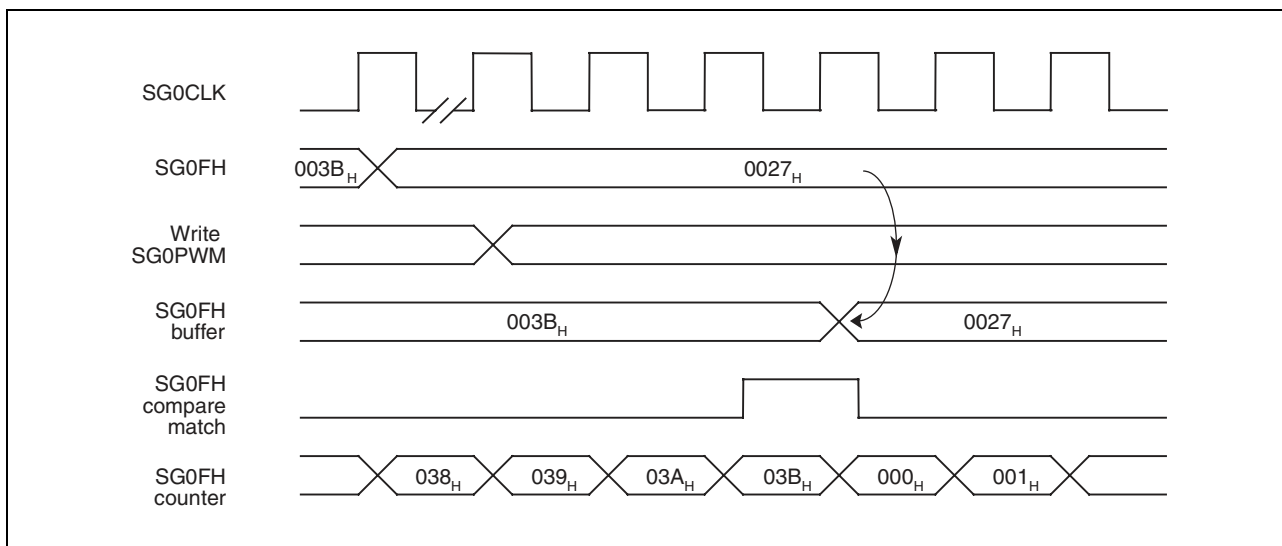 SG0CLK
SG0FH
003BH
0027H
Write
SG0PWM
SG0FH
buffer
003BH
0027H
SG0FH
compare
match
SG0FH
counter
038H
039H
03AH
03BH
000H
001H